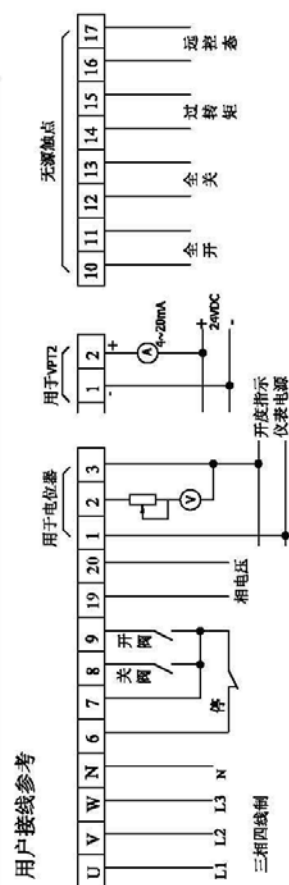 用户接线参考
用于电位器
用于VPT2
无源触点
U V W N 6 7 8 9 19 20 1 2 3
1 2
10 11 12 13 14 15 16 17
关阀
开阀
停
L1 L2 L3 N
三相四线制
相电压
V
开度指示
仪表电源
- +
A
4~20mA
+
24VDC
-
全开
全关
过转矩
远控态